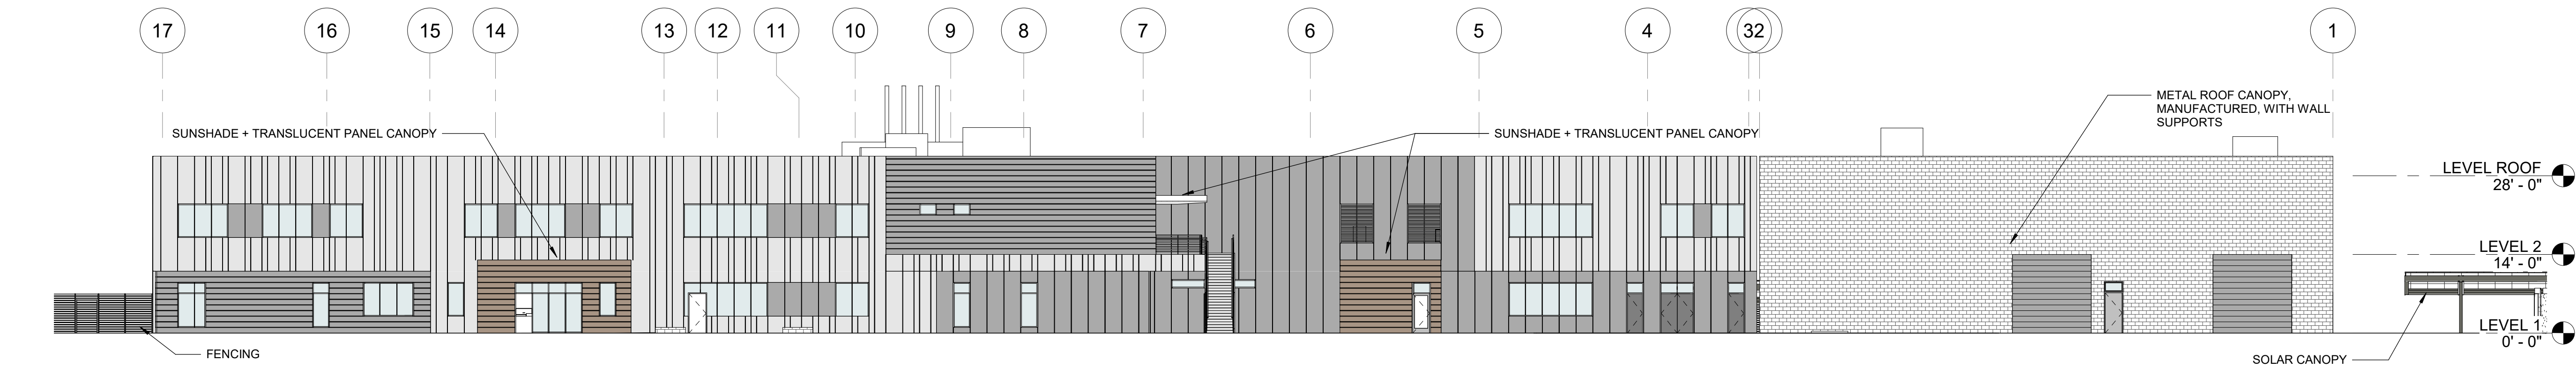 17 16 15 14 13 12 11 10 9 8 7 6 5 4 32 1
SUNSHADE + TRANSLUCENT PANEL CANOPY
SUNSHADE + TRANSLUCENT PANEL CANOPY
METAL ROOF CANOPY,
MANUFACTURED, WITH WALL
SUPPORTS
LEVEL ROOF
28' - 0"
LEVEL 2
14' - 0"
LEVEL 1
0' - 0"
FENCING
SOLAR CANOPY